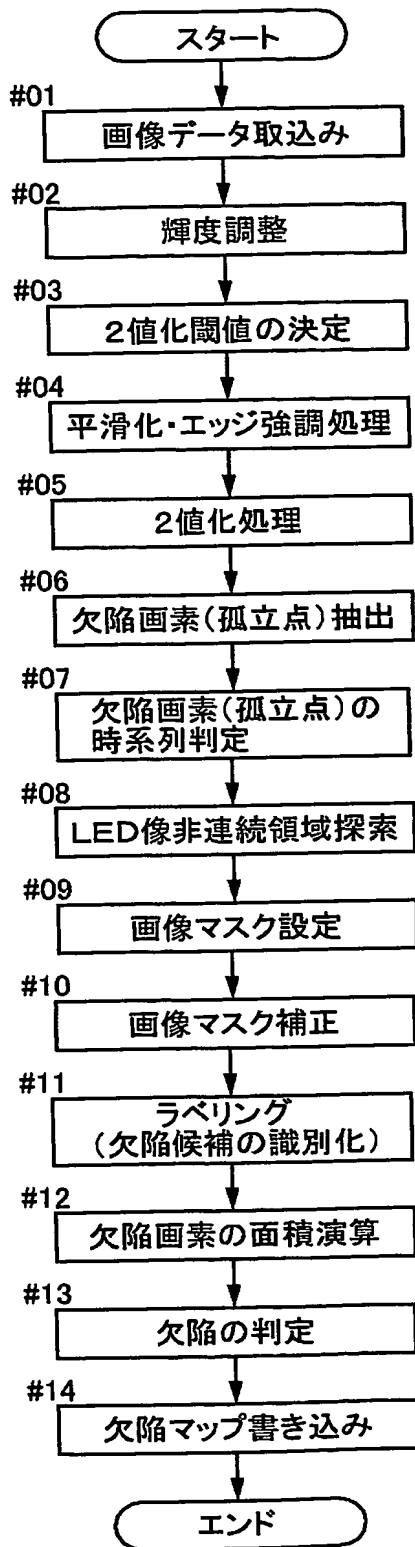 スタート
#01
画像データ取込み
#02
輝度調整
#03
2値化閾値の決定
#04
平滑化・エッジ強調処理
#05
2値化処理
#06
欠陥画素(孤立点)抽出
#07
欠陥画素(孤立点)の
時系列判定
#08
LED像非連続領域探索
#09
画像マスク設定
#10
画像マスク補正
#11
ラベリング
(欠陥候補の識別化)
#12
欠陥画素の面積演算
#13
欠陥の判定
#14
欠陥マップ書き込み
エンド